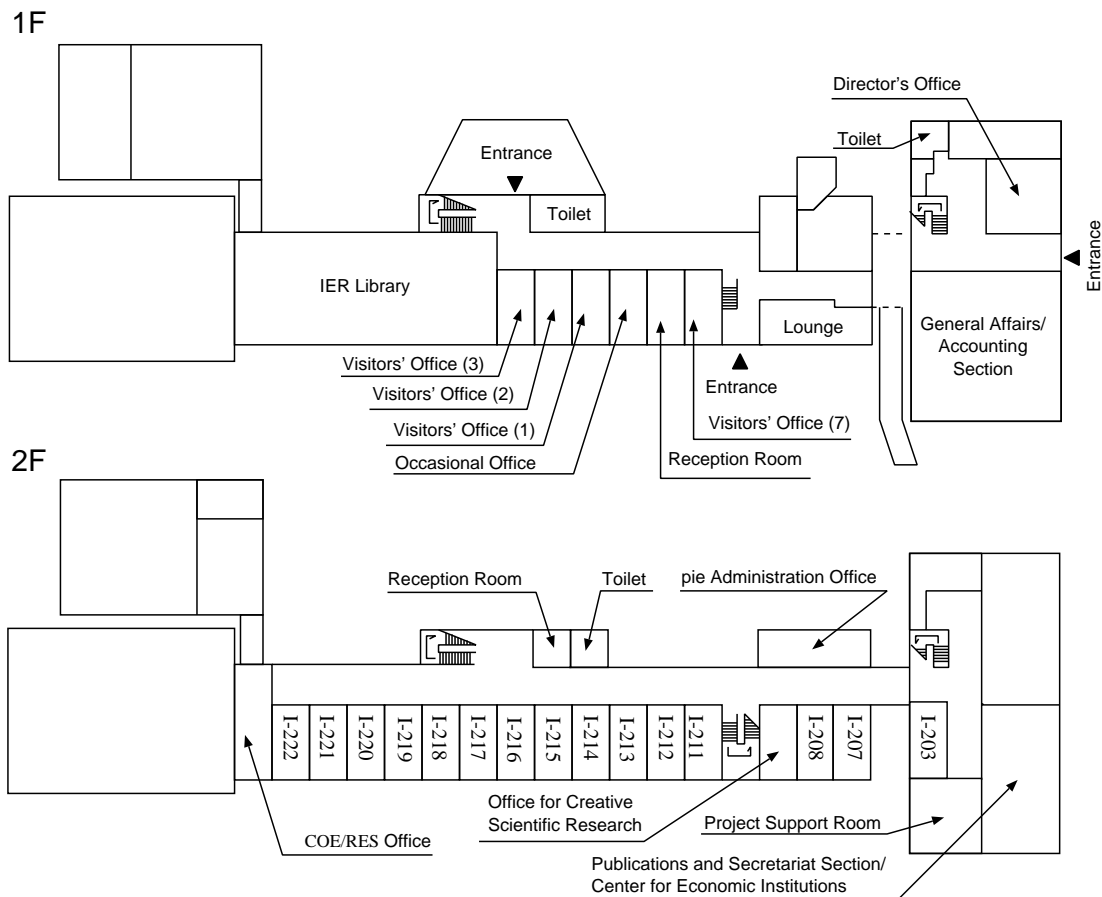 1F
Director's Office
Toilet
Entrance
Toilet
Entrance
IER Library
Lounge
General Affairs/
Accounting
Section
Visitors' Office (3)
Visitors' Office (2)
Entrance
Visitors' Office (1)
Visitors' Office (7)
Occasional Office
Reception Room
2F
Reception Room
Toilet
pie Administration Office
I-222
I-221
I-220
I-219
I-218
I-217
I-216
I-215
I-214
I-213
I-212
I-211
I-208
I-207
I-203
Office for Creative
Scientific Research
Project Support Room
COE/RES Office
Publications and Secretariat Section/
Center for Economic Institutions